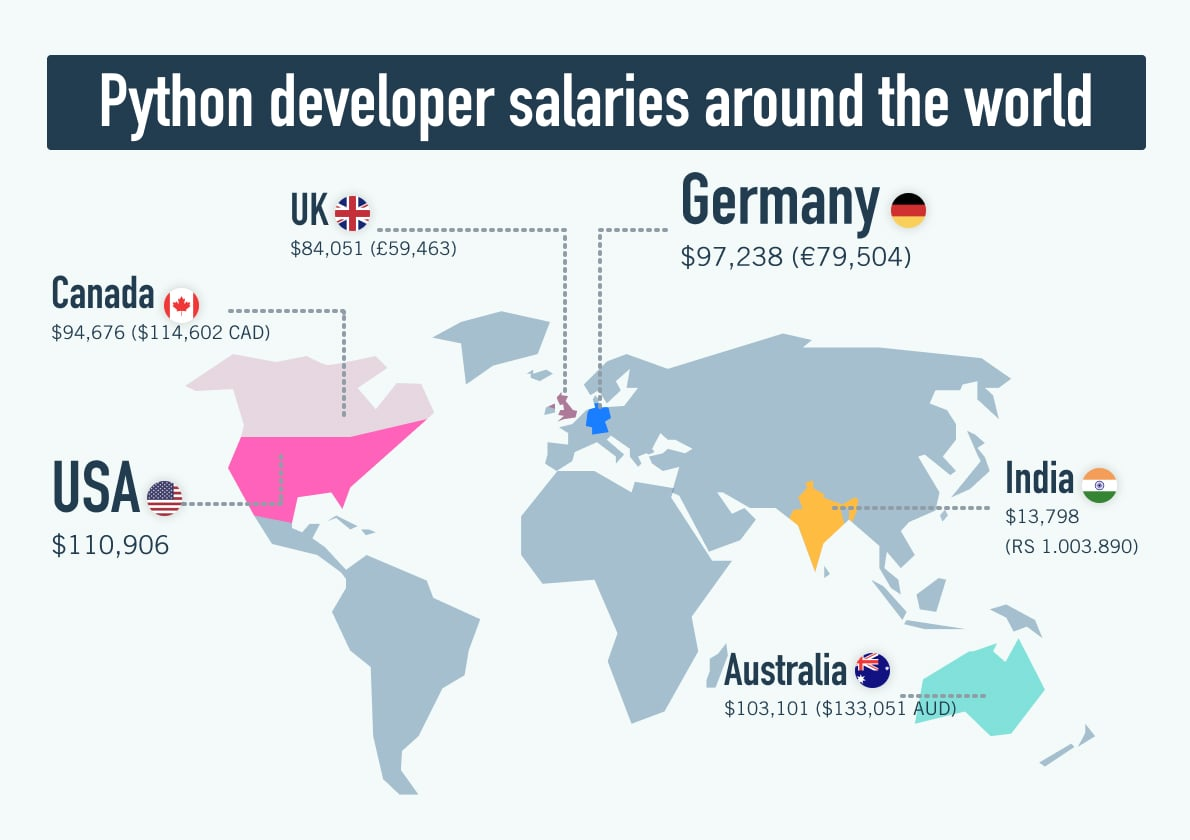 Python developer salaries around the world
UK
$84,051 (£59,463)
Germany
$97,238 (€79,504)
Canada
$94,676 ($114,602 CAD)
USA
$110,906
India
$13,798
(RS 1.003.890)
Australia
$103,101 ($133,051 AUD)